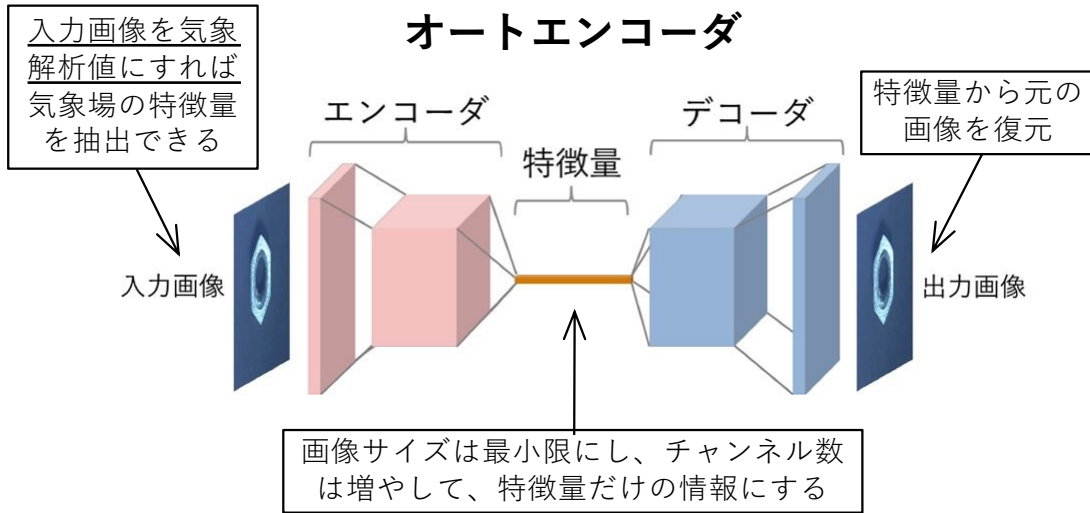 オートエンコーダ
入力画像を気象
解析値にすれば
気象場の特徴量
を抽出できる
エンコーダ
特徴量
デコーダ
特徴量から元の
画像を復元
入力画像
出力画像
画像サイズは最小限にし、チャンネル数
は増やして、特徴量だけの情報にする